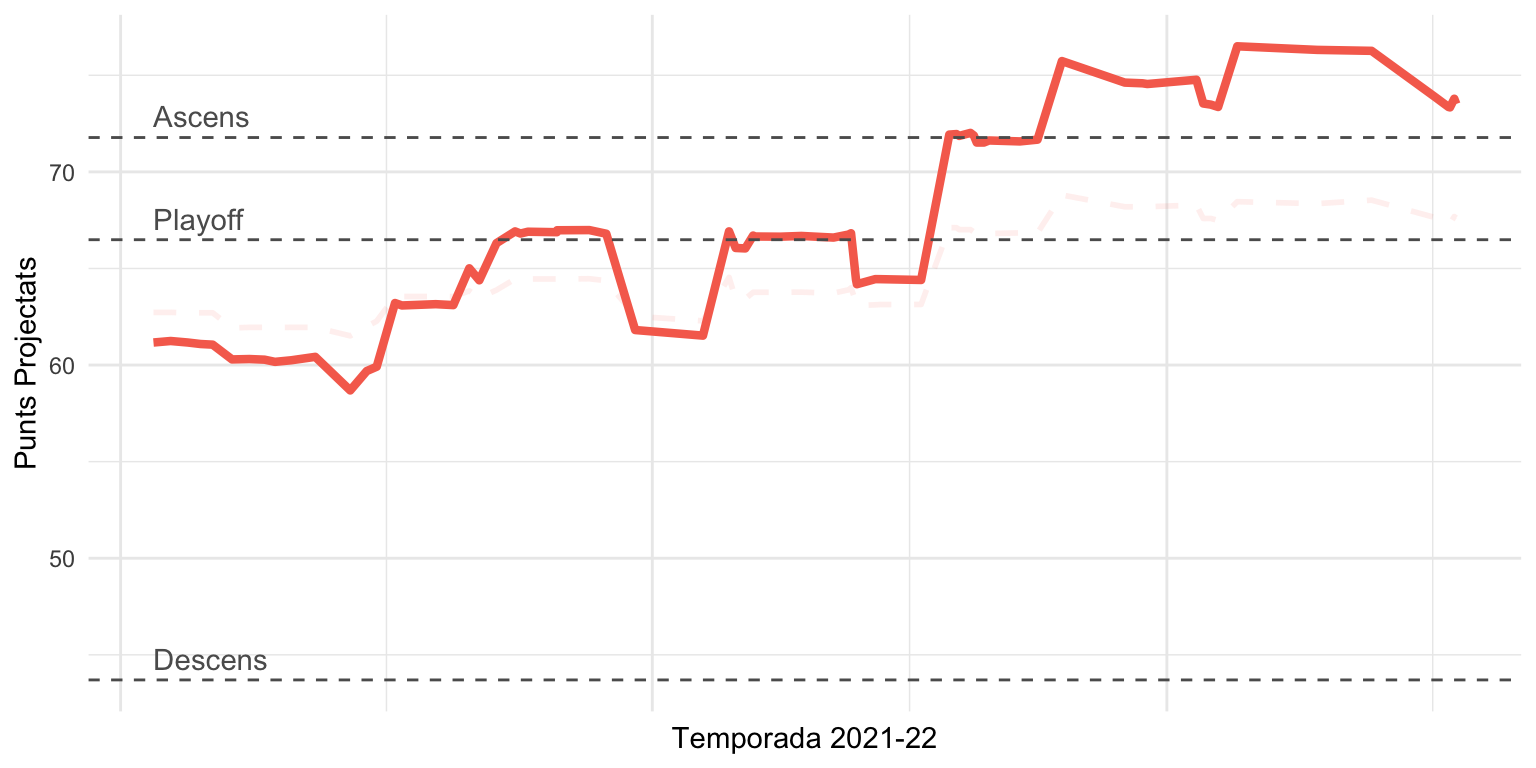 Ascens
70
Playoff
60
Punts Projectats
50
Descens
Temporada 2021-22